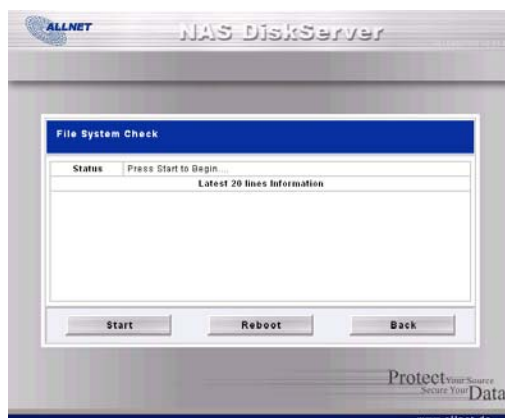 ALLNET
NAS DiskServer
File System Check
Status Press Start to Begin....
Latest 20 lines Information
Start Reboot Back
Protect Your Source
Secure Your Data